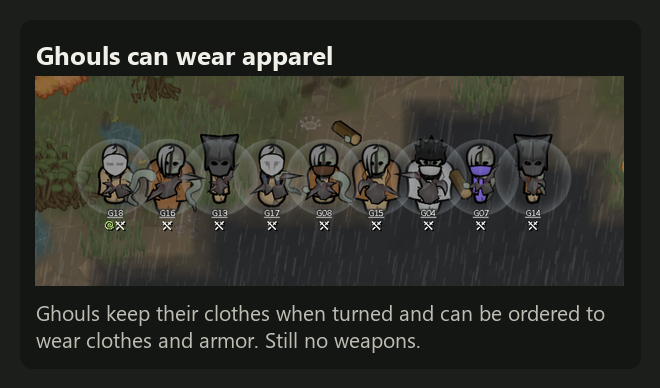 Ghouls can wear apparel
G18
G16
G13
G17
G08
G15
G04
G07
G14
Ghouls keep their clothes when turned and can be ordered to
wear clothes and armor. Still no weapons.